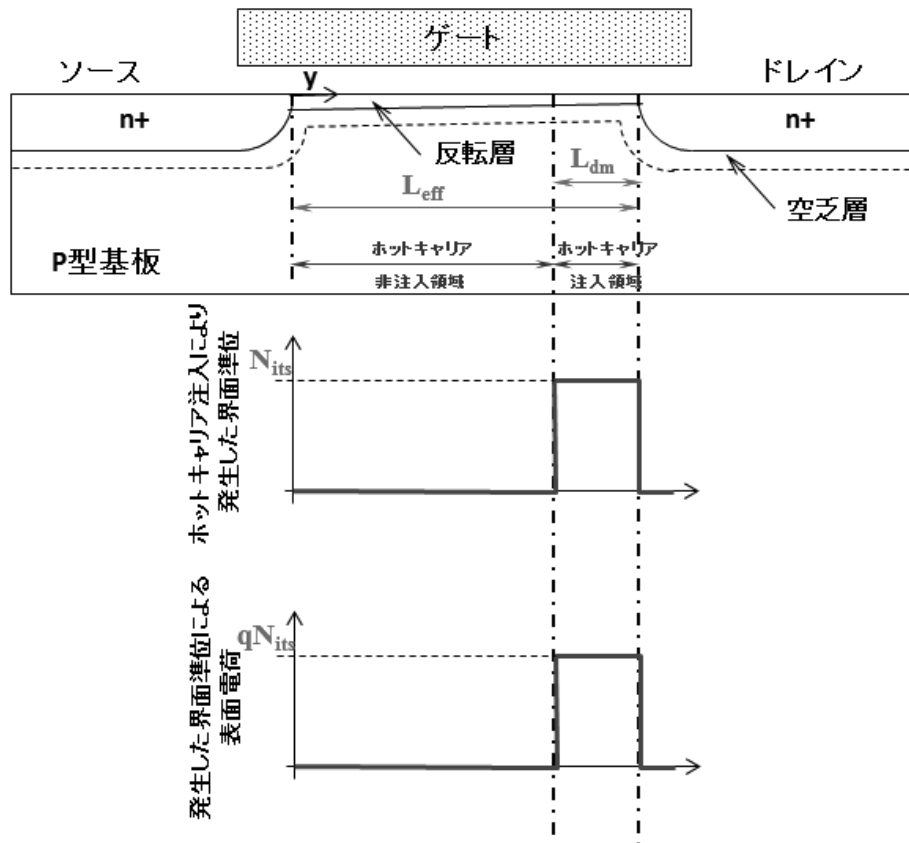 ゲート
ソース
ドレイン
y
n+
n+
反転層
L_dm
L_eff
空乏層
P型基板
ホットキャリア
非注入領域
ホットキャリア
注入領域
ホットキャリア注入により
発生した界面準位
N_its
発生した界面準位による
表面電荷
qN_its